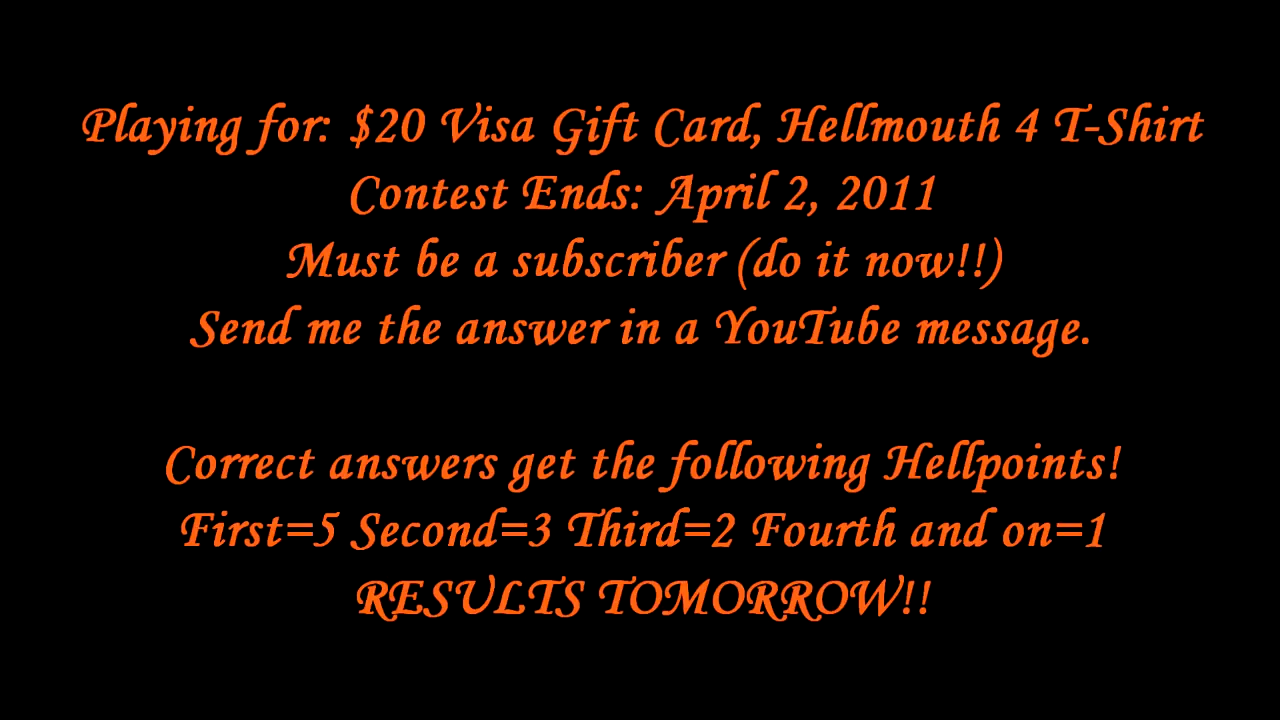 Playing for: $20 Visa Gift Card, Hellmouth 4 T-Shirt
Contest Ends: April 2, 2011
Must be a subscriber (do it now!!)
Send me the answer in a YouTube message.
Correct answers get the following Hellpoints!
First=5 Second=3 Third=2 Fourth and on=1
RESULTS TOMORROW!!